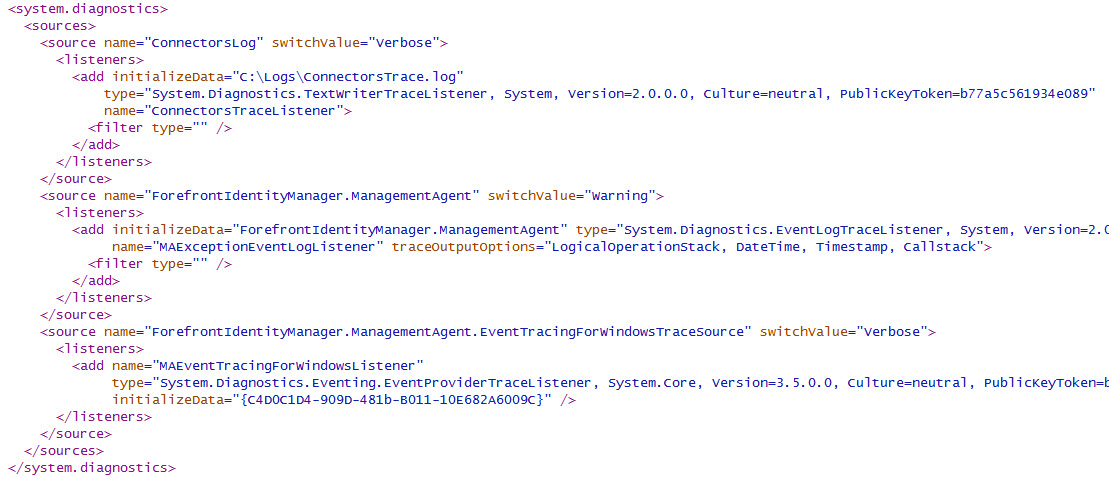 <system.diagnostics>
<sources>
<source name="ConnectorsLog" switchValue="Verbose">
<listeners>
<add initializeData="C:\Logs\ConnectorsTrace.log"
type="System.Diagnostics.TextWriterTraceListener, System, Version=2.0.0.0, Culture=neutral, PublicKeyToken=b77a5c561934e089"
name="ConnectorsTraceListener">
<filter type="" />
</add>
</listeners>
</source>
<source name="ForefrontIdentityManager.ManagementAgent" switchValue="Warning">
<listeners>
<add initializeData="ForefrontIdentityManager.ManagementAgent" type="System.Diagnostics.EventLogTraceListener, System, Version=2.0
name="MAExceptionEventLogListener" traceOutputOptions="LogicalOperationStack, DateTime, Timestamp, Callstack">
<filter type="" />
</add>
</listeners>
</source>
<source name="ForefrontIdentityManager.ManagementAgent.EventTracingForWindowsTraceSource" switchValue="Verbose">
<listeners>
<add name="MAEventTracingForWindowsListener"
type="System.Diagnostics.Eventing.EventProviderTraceListener, System.Core, Version=3.5.0.0, Culture=neutral, PublicKeyToken=b
initializeData="{C4D0C1D4-909D-481b-B011-10E682A6009C}" />
</listeners>
</source>
</sources>
</system.diagnostics>